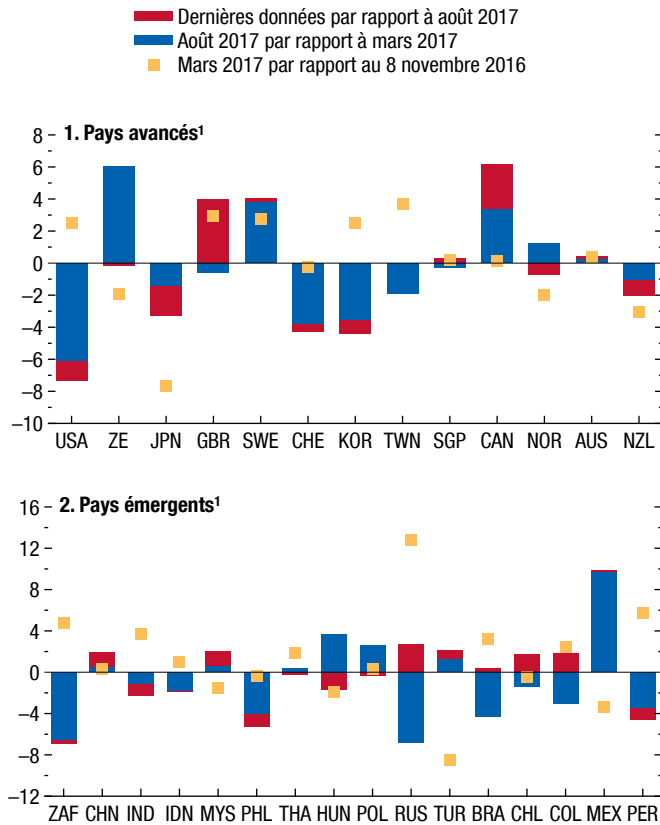 Dernières données par rapport à août 2017
Août 2017 par rapport à mars 2017
Mars 2017 par rapport au 8 novembre 2016
1. Pays avancés¹
8
6
4
2
0
–2
–4
–6
–8
–10
USA ZE JPN GBR SWE CHE KOR TWN SGP CAN NOR AUS NZL
2. Pays émergents¹
16
12
8
4
0
–4
–8
–12
ZAF CHN IND IDN MYS PHL THA HUN POL RUS TUR BRA CHL COL MEX PER